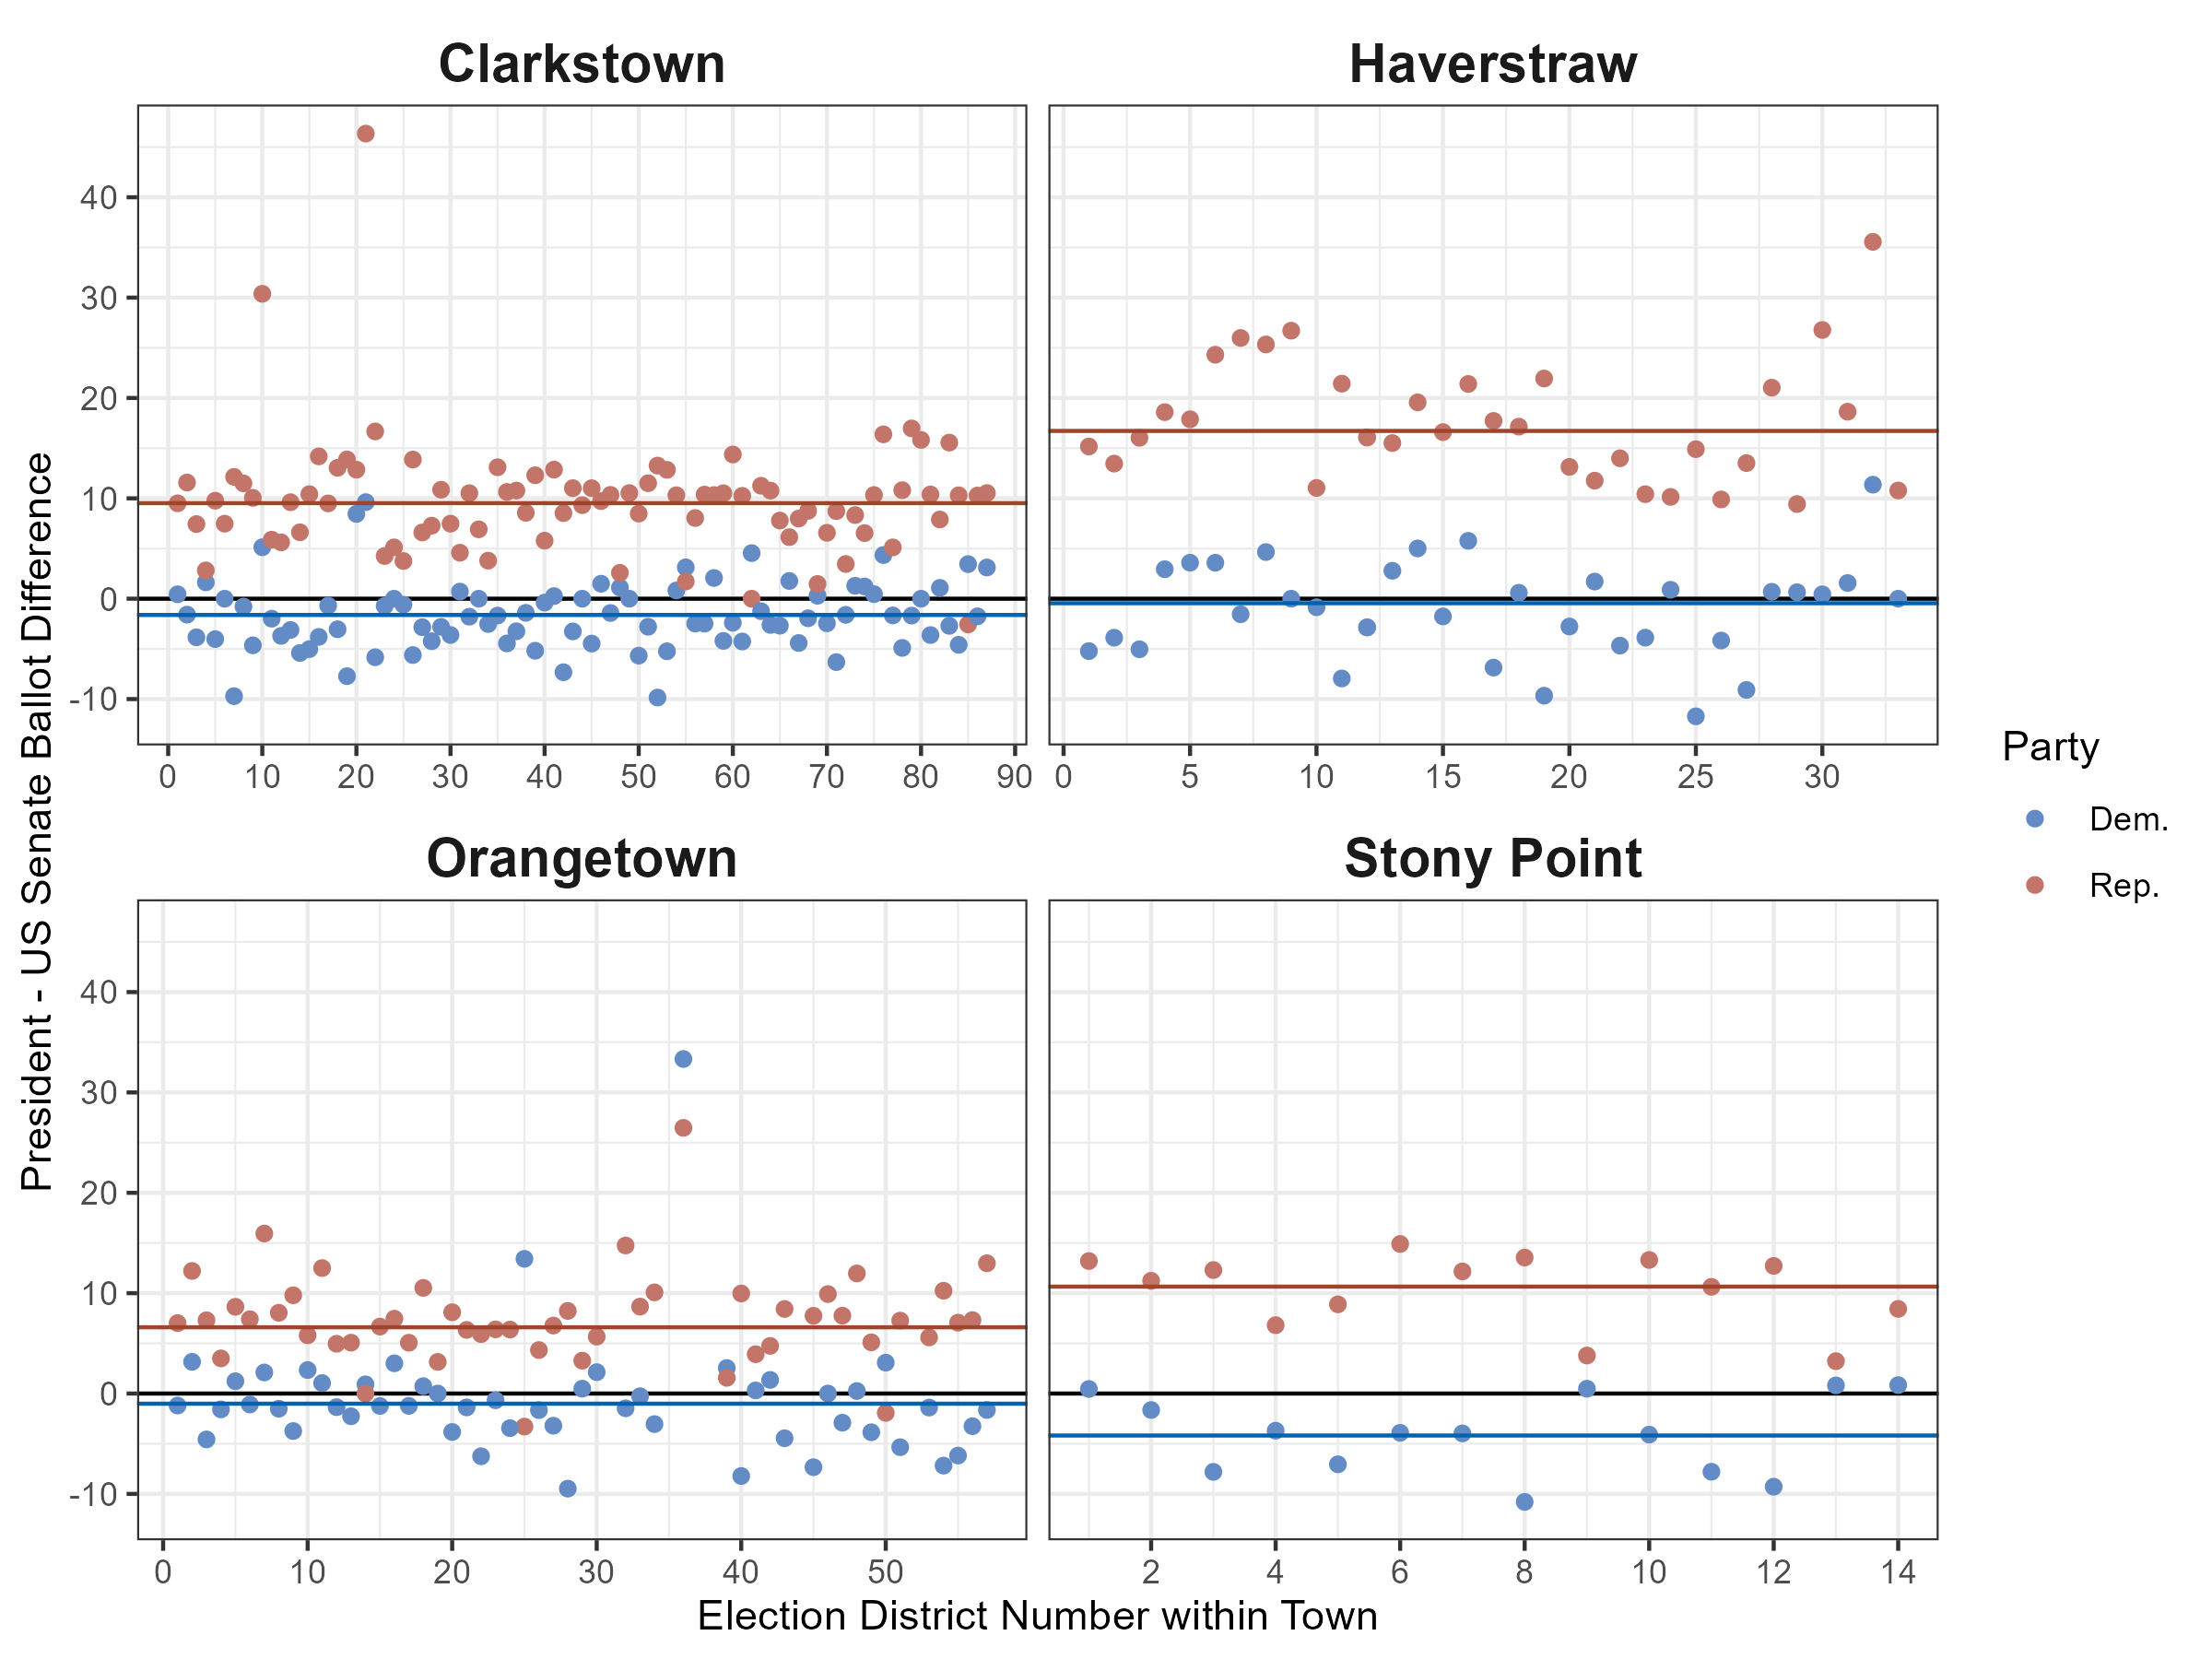 Clarkstown
Haverstraw
40
30
20
10
0
-10
0 10 20 30 40 50 60 70 80 90
0 5 10 15 20 25 30
Orangetown
Stony Point
40
30
20
10
0
-10
0 10 20 30 40 50
2 4 6 8 10 12 14
Election District Number within Town
President - US Senate Ballot Difference
Party
Dem.
Rep.